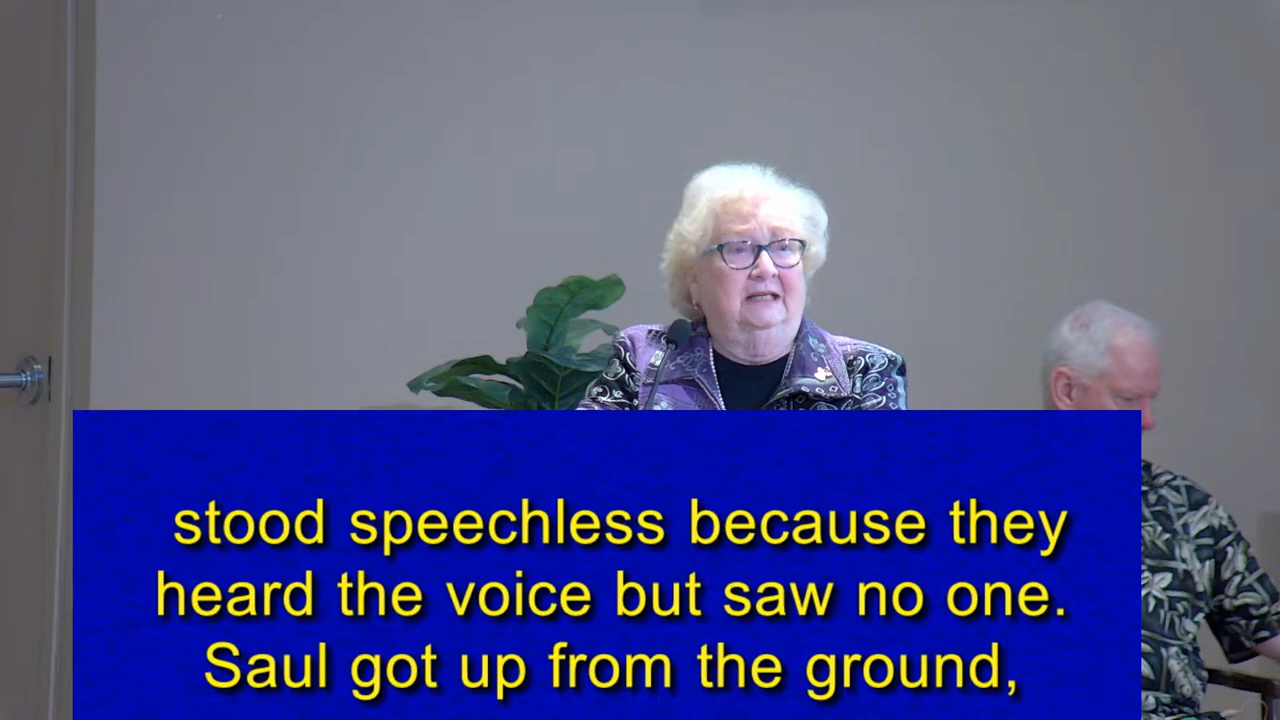 stood speechless because they
heard the voice but saw no one.
Saul got up from the ground,